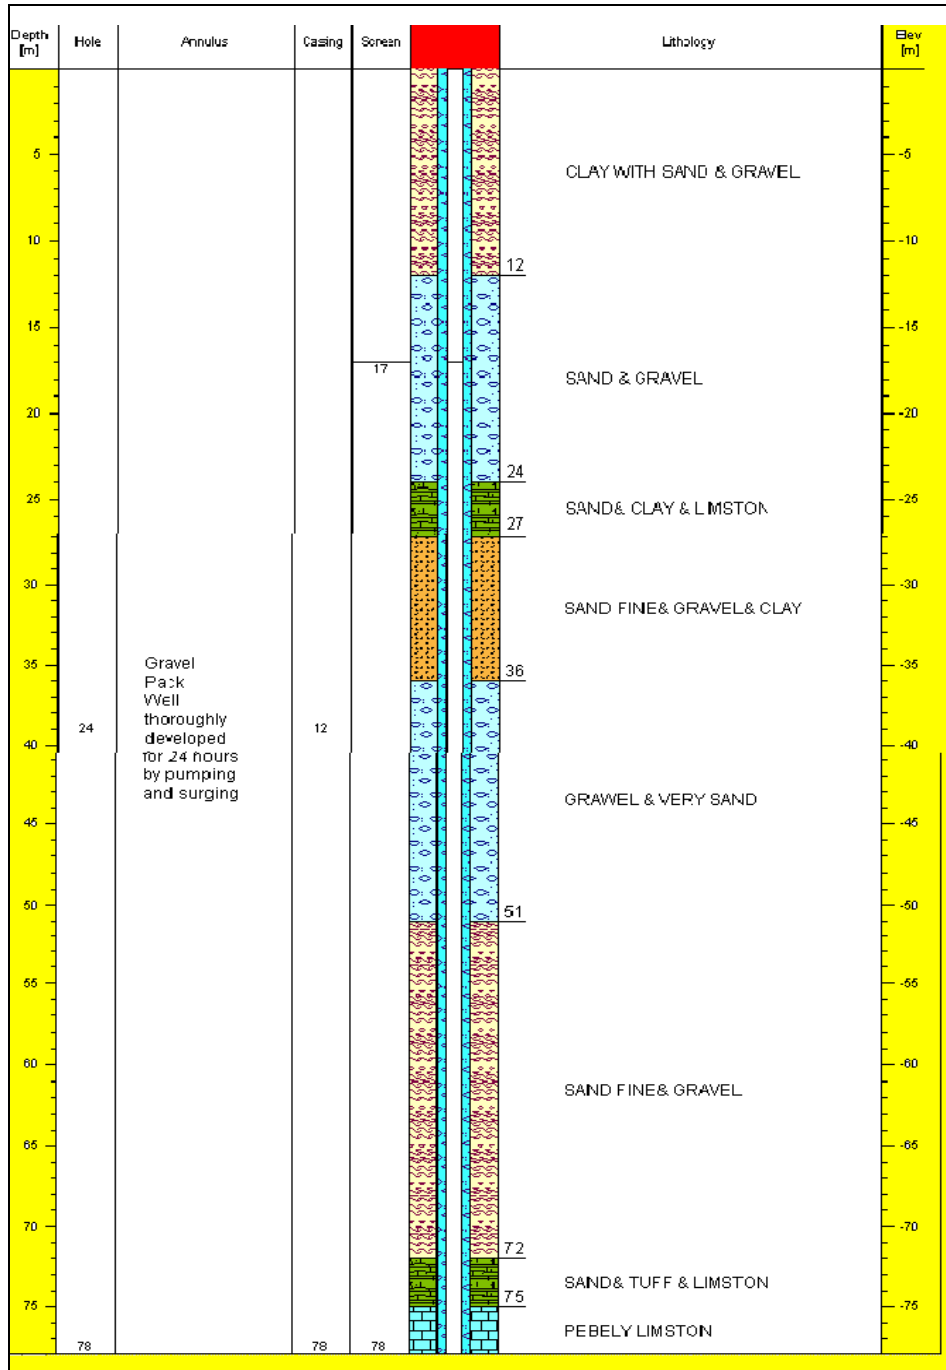 Depth [m]
Hole
Annulus
Casing
Screen
Lithology
Elev [m]
5
-5
CLAY WITH SAND & GRAVEL
10
-10
12
15
-15
17
SAND & GRAVEL
20
-20
24
25
-25
SAND& CLAY & LIMSTON
27
30
-30
SAND FINE& GRAVEL& CLAY
35
-35
36
Gravel
Pack
Well
thoroughly
developed
for 24 hours
by pumping
and surging
24
12
40
-40
GRAWEL & VERY SAND
45
-45
50
-50
51
55
-55
60
-60
SAND FINE& GRAVEL
65
-65
70
-70
72
SAND& TUFF & LIMSTON
75
75
-75
PEBELY LIMSTON
78
78
78